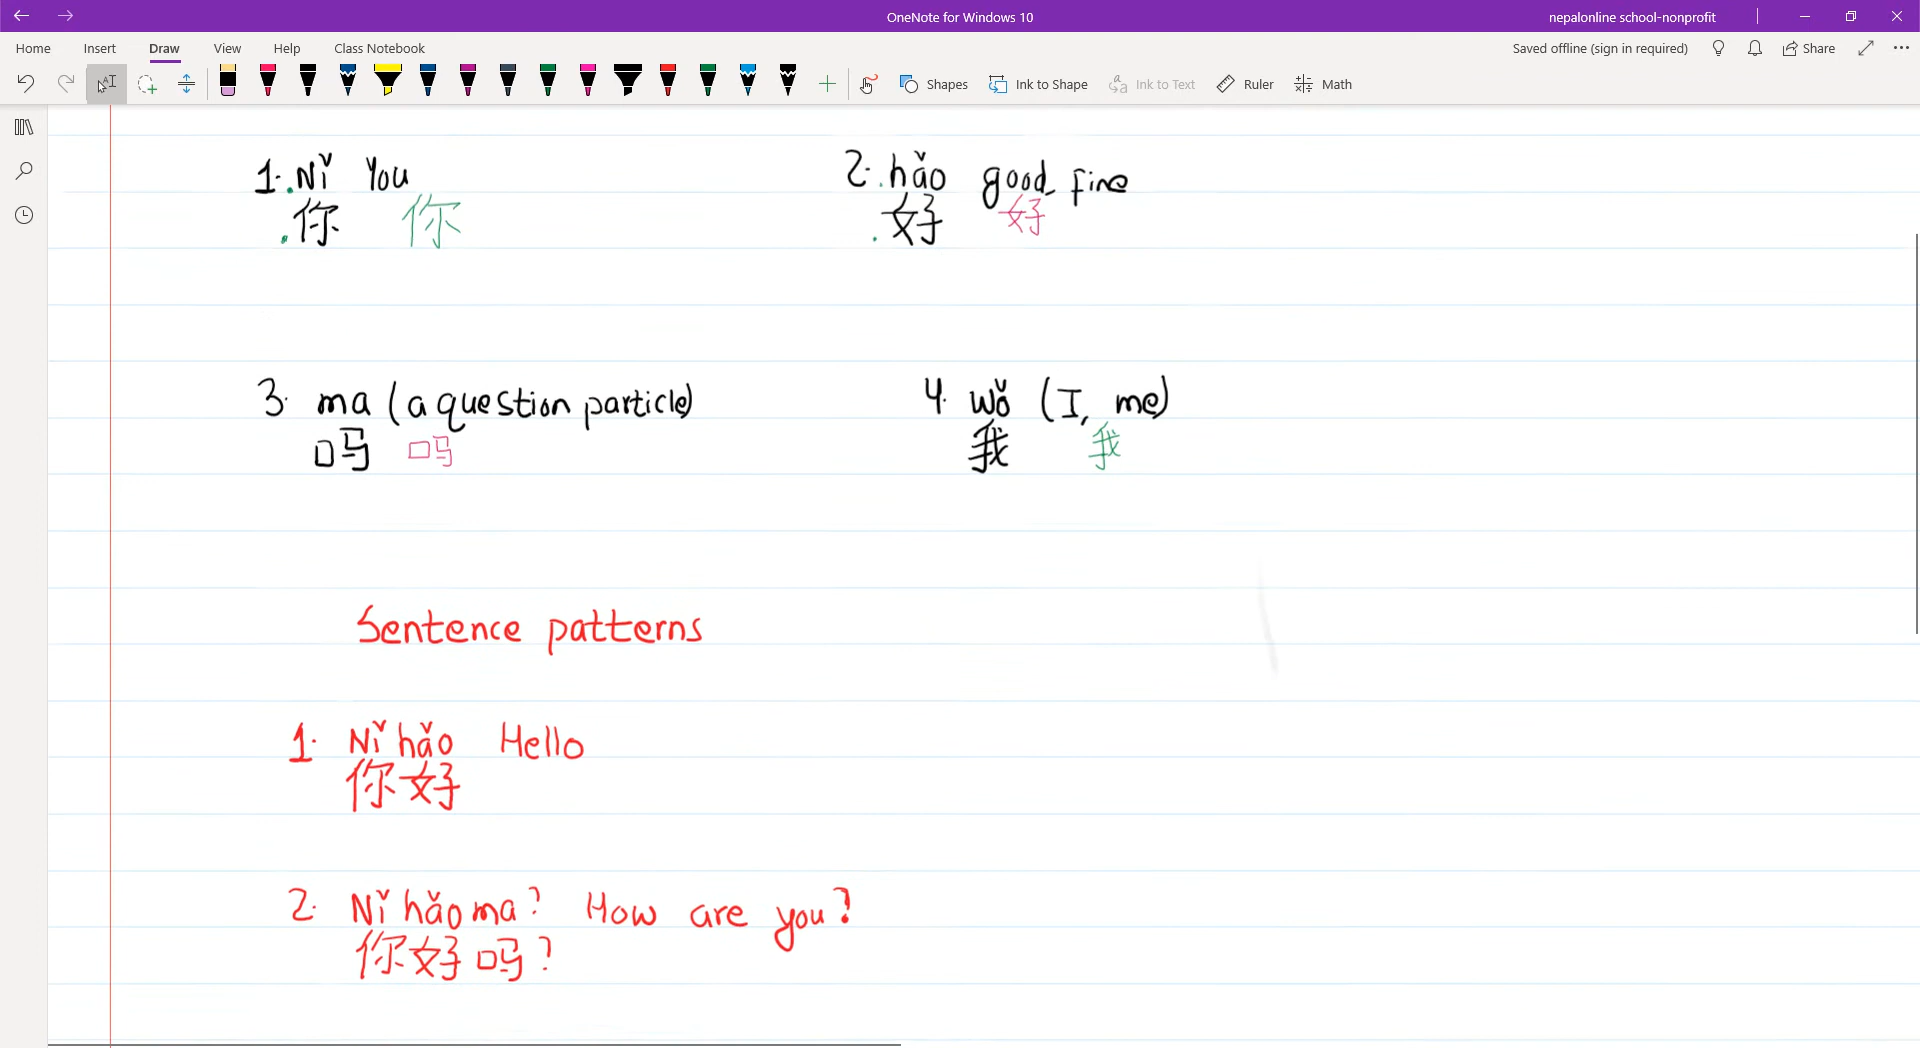 OneNote for Windows 10
nepalonline school-nonprofit
Home Insert Draw View Help Class Notebook
Saved offline (sign in required) Share
Shapes Ink to Shape Ink to Text Ruler Math
1. Nǐ You
你 你
2. hǎo good fine
好 好
3. ma (a question particle)
吗 吗
4. wǒ (I, me)
我 我
Sentence patterns
1. Nǐ hǎo Hello
你好
2. Nǐ hǎo ma? How are you?
你好吗?